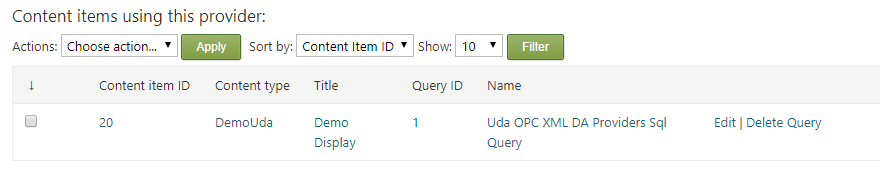 Content items using this provider:
Actions: Choose action... Apply Sort by: Content Item ID Show: 10 Filter
↓ Content item ID Content type Title Query ID Name
20 DemoUda Demo 1 Uda OPC XML DA Providers Sql Edit | Delete Query
Display Query